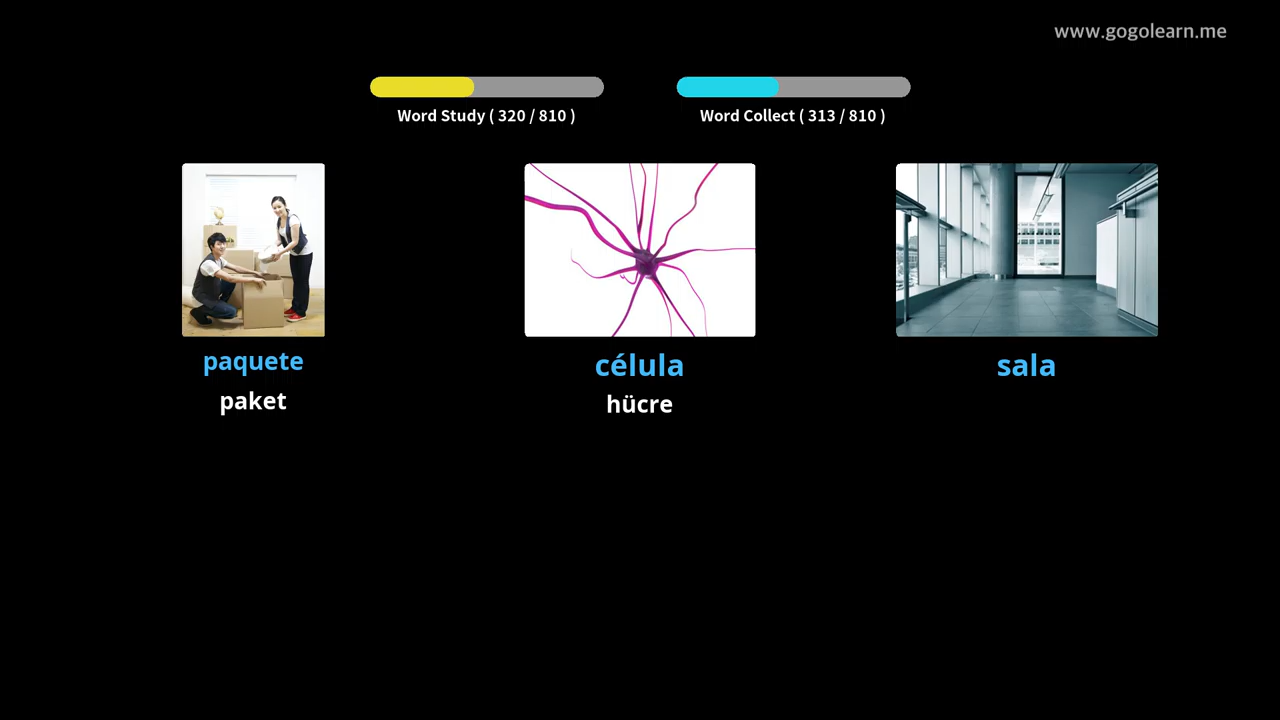 www.gogolearn.me
Word Study ( 320 / 810 )
Word Collect ( 313 / 810 )
paquete
paket
célula
hücre
sala